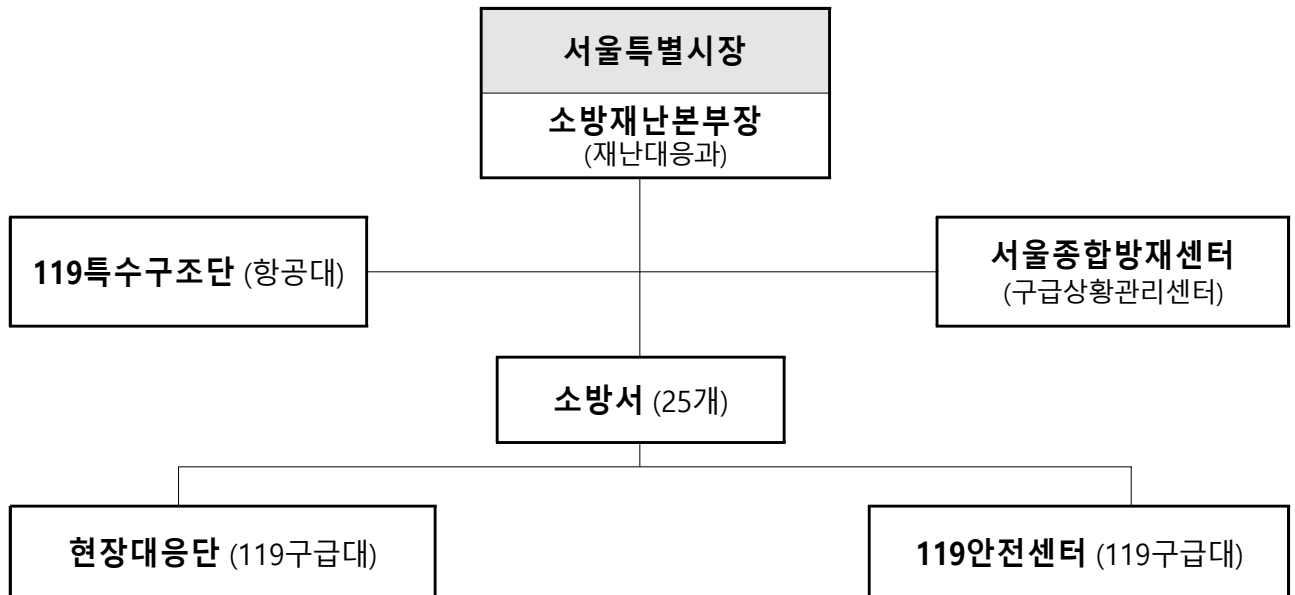 서울특별시장
소방재난본부장
(재난대응과)
119특수구조단 (항공대)
서울종합방재센터
(구급상황관리센터)
소방서 (25개)
현장대응단 (119구급대)
119안전센터 (119구급대)